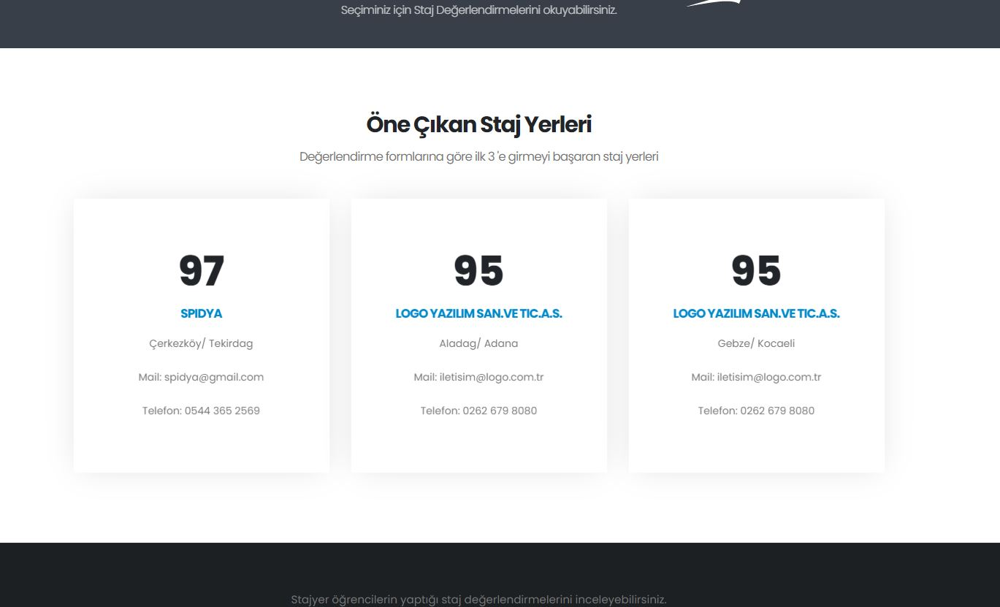 Seçiminiz için Staj Değerlendirmelerini okuyabilirsiniz.
Öne Çıkan Staj Yerleri
Değerlendirme formlarına göre ilk 3 'e girmeyi başaran staj yerleri
97
SPIDYA
Çerkezköy/ Tekirdag
Mail: spidya@gmail.com
Telefon: 0544 365 2569
95
LOGO YAZILIM SAN.VE TIC.A.S.
Aladag/ Adana
Mail: iletisim@logo.com.tr
Telefon: 0262 679 8080
95
LOGO YAZILIM SAN.VE TIC.A.S.
Gebze/ Kocaeli
Mail: iletisim@logo.com.tr
Telefon: 0262 679 8080
Stajyer öğrencilerin yaptığı staj değerlendirmelerini inceleyebilirsiniz.